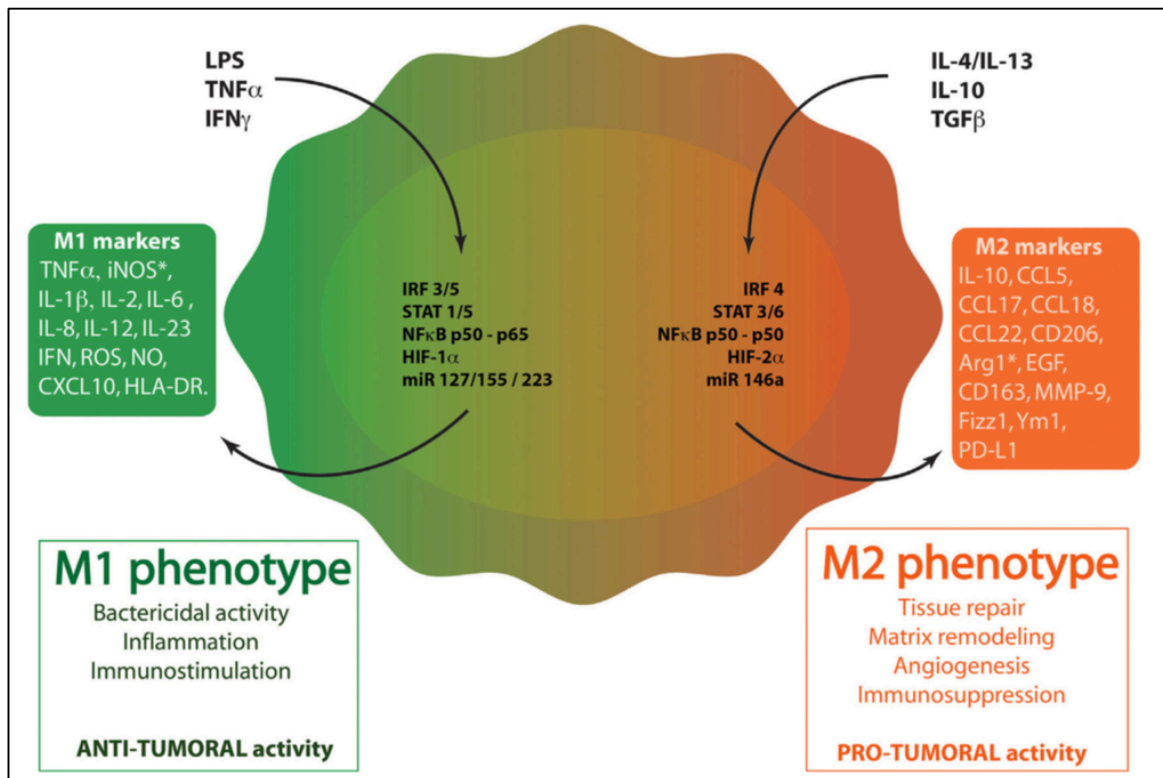 LPS
TNFα
IFNγ
IL-4/IL-13
IL-10
TGFβ
M1 markers
TNFα, iNOS*,
IL-1β, IL-2, IL-6 ,
IL-8, IL-12, IL-23
IFN, ROS, NO,
CXCL10, HLA-DR.
IRF 3/5
STAT 1/5
NFκB p50 - p65
HIF-1α
miR 127/155 / 223
IRF 4
STAT 3/6
NFκB p50 - p50
HIF-2α
miR 146a
M2 markers
IL-10, CCL5,
CCL17, CCL18,
CCL22, CD206,
Arg1*, EGF,
CD163, MMP-9,
Fizz1, Ym1,
PD-L1
M1 phenotype
Bactericidal activity
Inflammation
Immunostimulation
ANTI-TUMORAL activity
M2 phenotype
Tissue repair
Matrix remodeling
Angiogenesis
Immunosuppression
PRO-TUMORAL activity